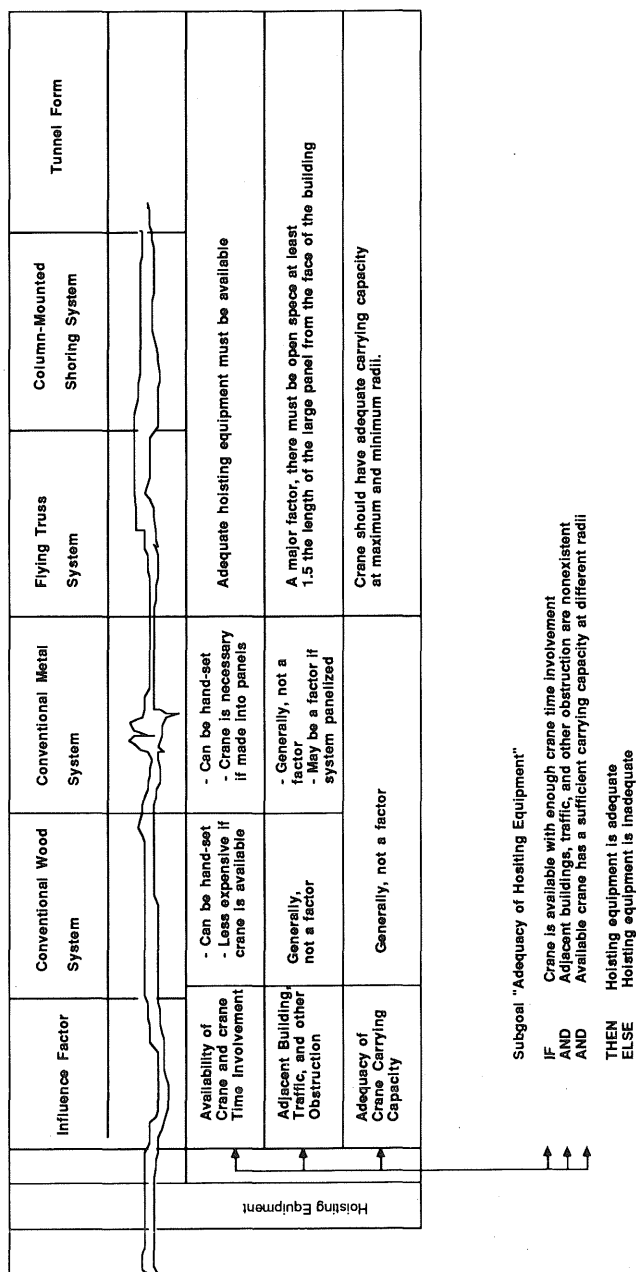 Influence Factor
Conventional Wood
System
Conventional Metal
System
Flying Truss
System
Column-Mounted
Shoring System
Tunnel Form
Hoisting Equipment
Availability of
Crane and crane
Time Involvement
- Can be hand-set
- Less expensive if
crane is available
- Can be hand-set
- Crane is necessary
if made into panels
Adequate hoisting equipment must be available
Adjacent Building,
Traffic, and other
Obstruction
Generally,
not a factor
- Generally, not a
factor
- May be a factor if
system panelized
A major factor, there must be open spece at least
1.5 the length of the large panel from the face of the building
Adequacy of
Crane Carrying
Capacity
Generally, not a factor
Crane should have adequate carrying capacity
at maximum and minimum radii.
Subgoal "Adequacy of Hositing Equipment"
IF Crane is available with enough crane time involvement
AND Adjacent buildings, traffic, and other obstruction are nonexistent
AND Available crane has a sufficient carrying capacity at different radii
THEN Hoisting equipment is adequate
ELSE Hoisting equipment is inadequate